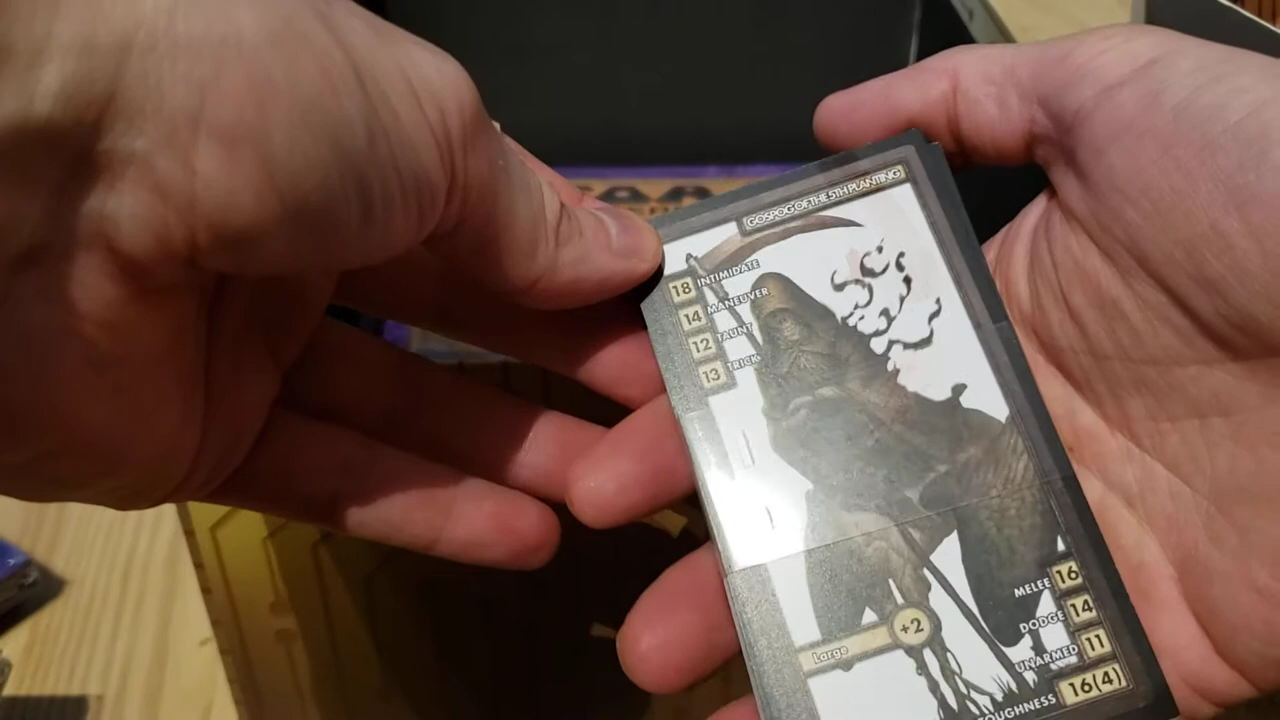 GOSPOG OF THE 5TH PLANTING
18 INTIMIDATE
14 MANEUVER
12 TAUNT
13 TRICK
MELEE 16
DODGE 14
UNARMED 11
TOUGHNESS 16(4)
Large +2